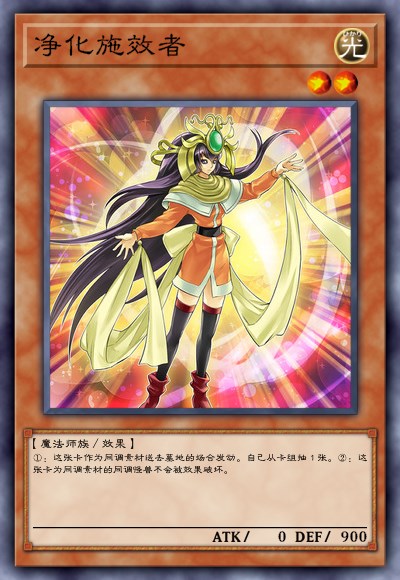 净化施效者
光
【魔法师族／效果】
①：这张卡作为同调素材送去墓地的场合发动。自己从卡组抽1张。②：这
张卡为同调素材的同调怪兽不会被效果破坏。
ATK/ 0 DEF/ 900